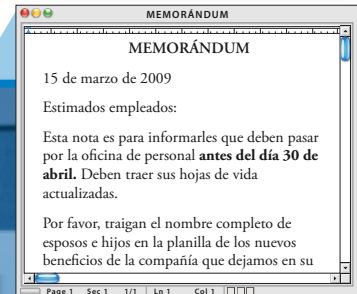 MEMORÁNDUM
MEMORÁNDUM
15 de marzo de 2009
Estimados empleados:
Esta nota es para informarles que deben pasar
por la oficina de personal antes del día 30 de
abril. Deben traer sus hojas de vida
actualizadas.
Por favor, traigan el nombre completo de
esposos e hijos en la planilla de los nuevos
beneficios de la compañía que dejamos en su
Page 1 Sec 1 1/1 Ln 1 Col 1